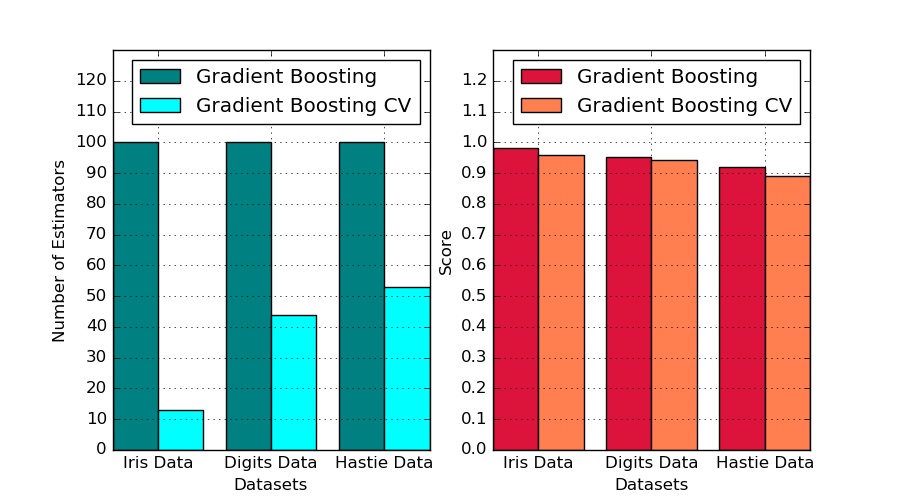 Gradient Boosting
Gradient Boosting CV
120
110
100
90
80
70
60
50
40
30
20
10
0
Number of Estimators
Iris Data Digits Data Hastie Data
Datasets
Gradient Boosting
Gradient Boosting CV
1.2
1.1
1.0
0.9
0.8
0.7
0.6
0.5
0.4
0.3
0.2
0.1
0.0
Score
Iris Data Digits Data Hastie Data
Datasets